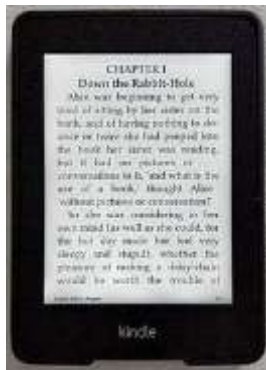 CHAPTER I
Down the Rabbit-Hole
Alice was beginning to get very
tired of sitting by her sister on the
bank, and of having nothing to do:
once or twice she had peeped into
the book her sister was reading,
but it had no pictures or
conversations in it, 'and what is the
use of a book,' thought Alice
'without pictures or conversation?'
So she was considering in her
own mind (as well as she could, for
the hot day made her feel very
sleepy and stupid), whether the
pleasure of making a daisy-chain
would be worth the trouble of
kindle